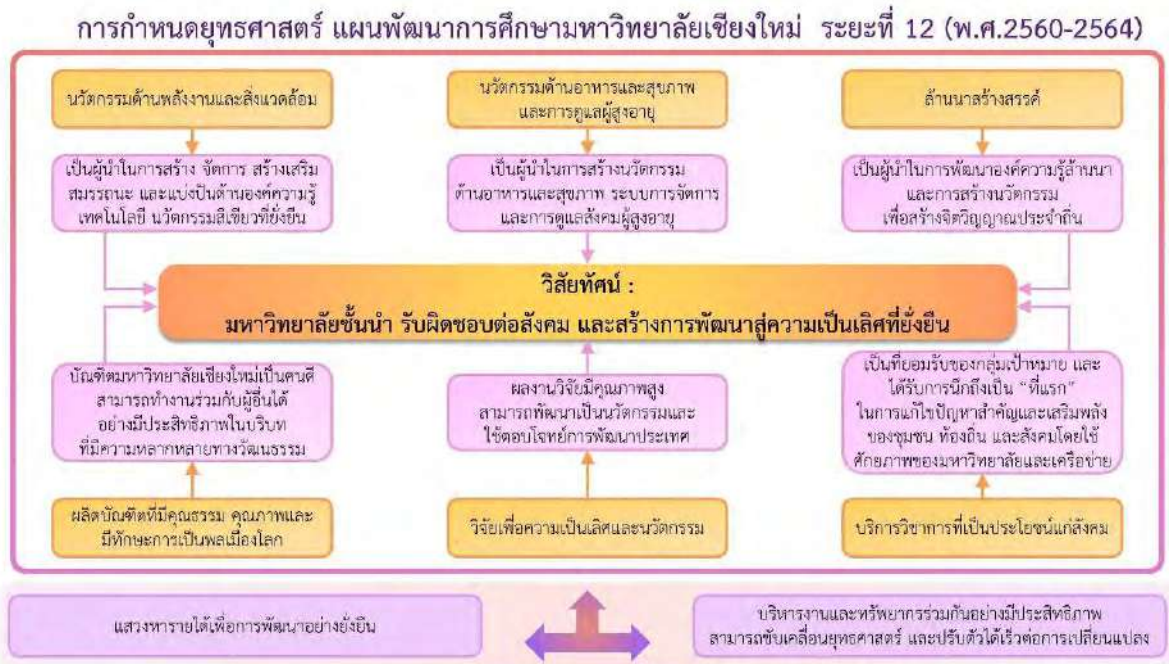 การกำหนดยุทธศาสตร์ แผนพัฒนาการศึกษามหาวิทยาลัยเชียงใหม่ ระยะที่ 12 (พ.ศ.2560-2564)
นวัตกรรมด้านพลังงานและสิ่งแวดล้อม
เป็นผู้นำในการสร้าง จัดการ สร้างเสริม
สมรรถนะ และแบ่งปันด้านองค์ความรู้
เทคโนโลยี นวัตกรรมสีเขียวที่ยั่งยืน
นวัตกรรมด้านอาหารและสุขภาพ
และการดูแลผู้สูงอายุ
เป็นผู้นำในการสร้างนวัตกรรม
ด้านอาหารและสุขภาพ ระบบการจัดการ
และการดูแลสังคมผู้สูงอายุ
ล้านนาสร้างสรรค์
เป็นผู้นำในการพัฒนาองค์ความรู้ล้านนา
และการสร้างนวัตกรรม
เพื่อสร้างจิตวิญญาณประจำถิ่น
วิสัยทัศน์ :
มหาวิทยาลัยชั้นนำ รับผิดชอบต่อสังคม และสร้างการพัฒนาสู่ความเป็นเลิศที่ยั่งยืน
บัณฑิตมหาวิทยาลัยเชียงใหม่เป็นคนดี
สามารถทำงานร่วมกับผู้อื่นได้
อย่างมีประสิทธิภาพในบริบท
ที่มีความหลากหลายทางวัฒนธรรม
ผลิตบัณฑิตที่มีคุณธรรม คุณภาพและ
มีทักษะการเป็นพลเมืองโลก
ผลงานวิจัยมีคุณภาพสูง
สามารถพัฒนาเป็นนวัตกรรมและ
ใช้ตอบโจทย์การพัฒนาประเทศ
วิจัยเพื่อความเป็นเลิศและนวัตกรรม
เป็นที่ยอมรับของกลุ่มเป้าหมาย และ
ได้รับการนึกถึงเป็น "ที่แรก"
ในการแก้ไขปัญหาสำคัญและเสริมพลัง
ของชุมชน ท้องถิ่น และสังคมโดยใช้
ศักยภาพของมหาวิทยาลัยและเครือข่าย
บริการวิชาการที่เป็นประโยชน์แก่สังคม
แสวงหารายได้เพื่อการพัฒนาอย่างยั่งยืน
บริหารงานและทรัพยากรร่วมกันอย่างมีประสิทธิภาพ
สามารถขับเคลื่อนยุทธศาสตร์ และปรับตัวได้เร็วต่อการเปลี่ยนแปลง